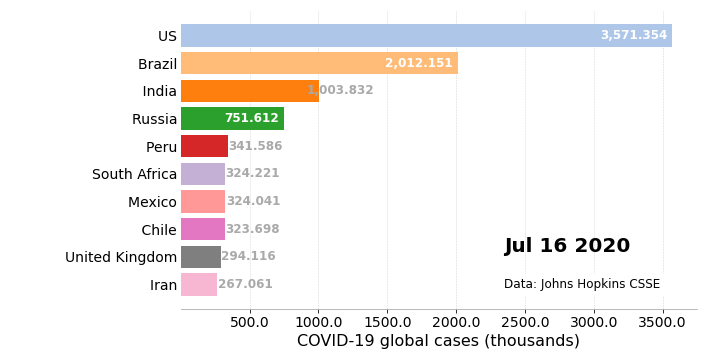 US 3,571.354
Brazil 2,012.151
India 1,003.832
Russia 751.612
Peru 341.586
South Africa 324.221
Mexico 324.041
Chile 323.698
United Kingdom 294.116
Iran 267.061
Jul 16 2020
Data: Johns Hopkins CSSE
500.0 1000.0 1500.0 2000.0 2500.0 3000.0 3500.0
COVID-19 global cases (thousands)